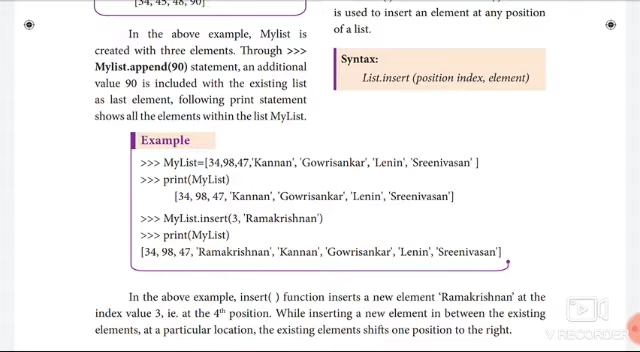 [34, 45, 48, 90]
In the above example, Mylist is
created with three elements. Through >>>
Mylist.append(90) statement, an additional
value 90 is included with the existing list
as last element, following print statement
shows all the elements within the list MyList.
is used to insert an element at any position
of a list.
Syntax:
List.insert (position index, element)
Example
>>> MyList=[34,98,47,'Kannan', 'Gowrisankar', 'Lenin', 'Sreenivasan' ]
>>> print(MyList)
[34, 98, 47, 'Kannan', 'Gowrisankar', 'Lenin', 'Sreenivasan']
>>> MyList.insert(3, 'Ramakrishnan')
>>> print(MyList)
[34, 98, 47, 'Ramakrishnan', 'Kannan', 'Gowrisankar', 'Lenin', 'Sreenivasan']
In the above example, insert( ) function inserts a new element 'Ramakrishnan' at the
index value 3, ie. at the 4th position. While inserting a new element in between the existing
elements, at a particular location, the existing elements shifts one position to the right.
V RECORDER